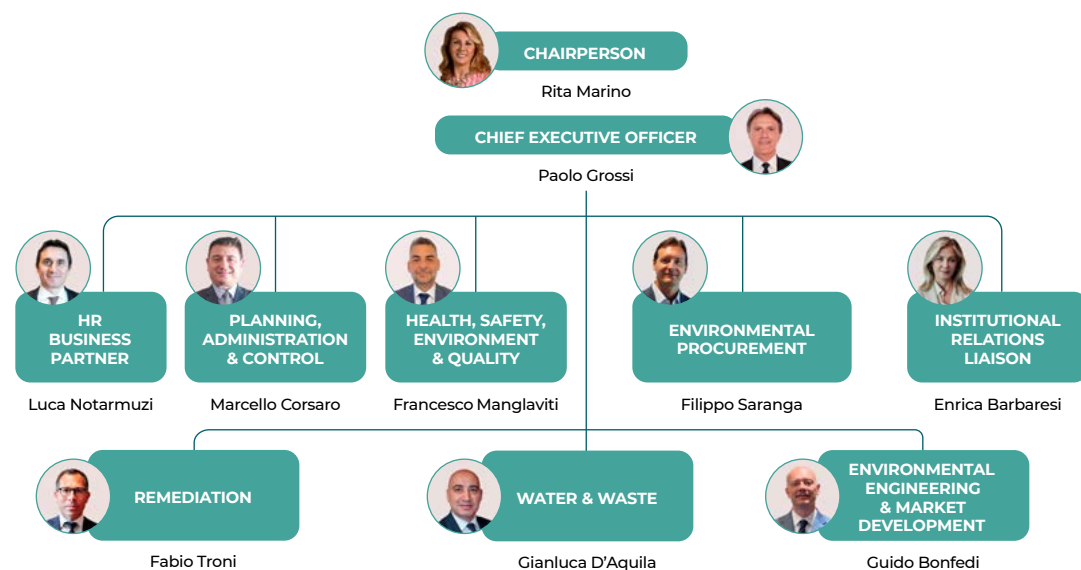 CHAIRPERSON
Rita Marino
CHIEF EXECUTIVE OFFICER
Paolo Grossi
HR
BUSINESS
PARTNER
Luca Notarmuzi
PLANNING,
ADMINISTRATION
& CONTROL
Marcello Corsaro
HEALTH, SAFETY,
ENVIRONMENT
& QUALITY
Francesco Manglaviti
ENVIRONMENTAL
PROCUREMENT
Filippo Saranga
INSTITUTIONAL
RELATIONS
LIAISON
Enrica Barbaresi
REMEDIATION
Fabio Troni
WATER & WASTE
Gianluca D'Aquila
ENVIRONMENTAL
ENGINEERING
& MARKET
DEVELOPMENT
Guido Bonfedi